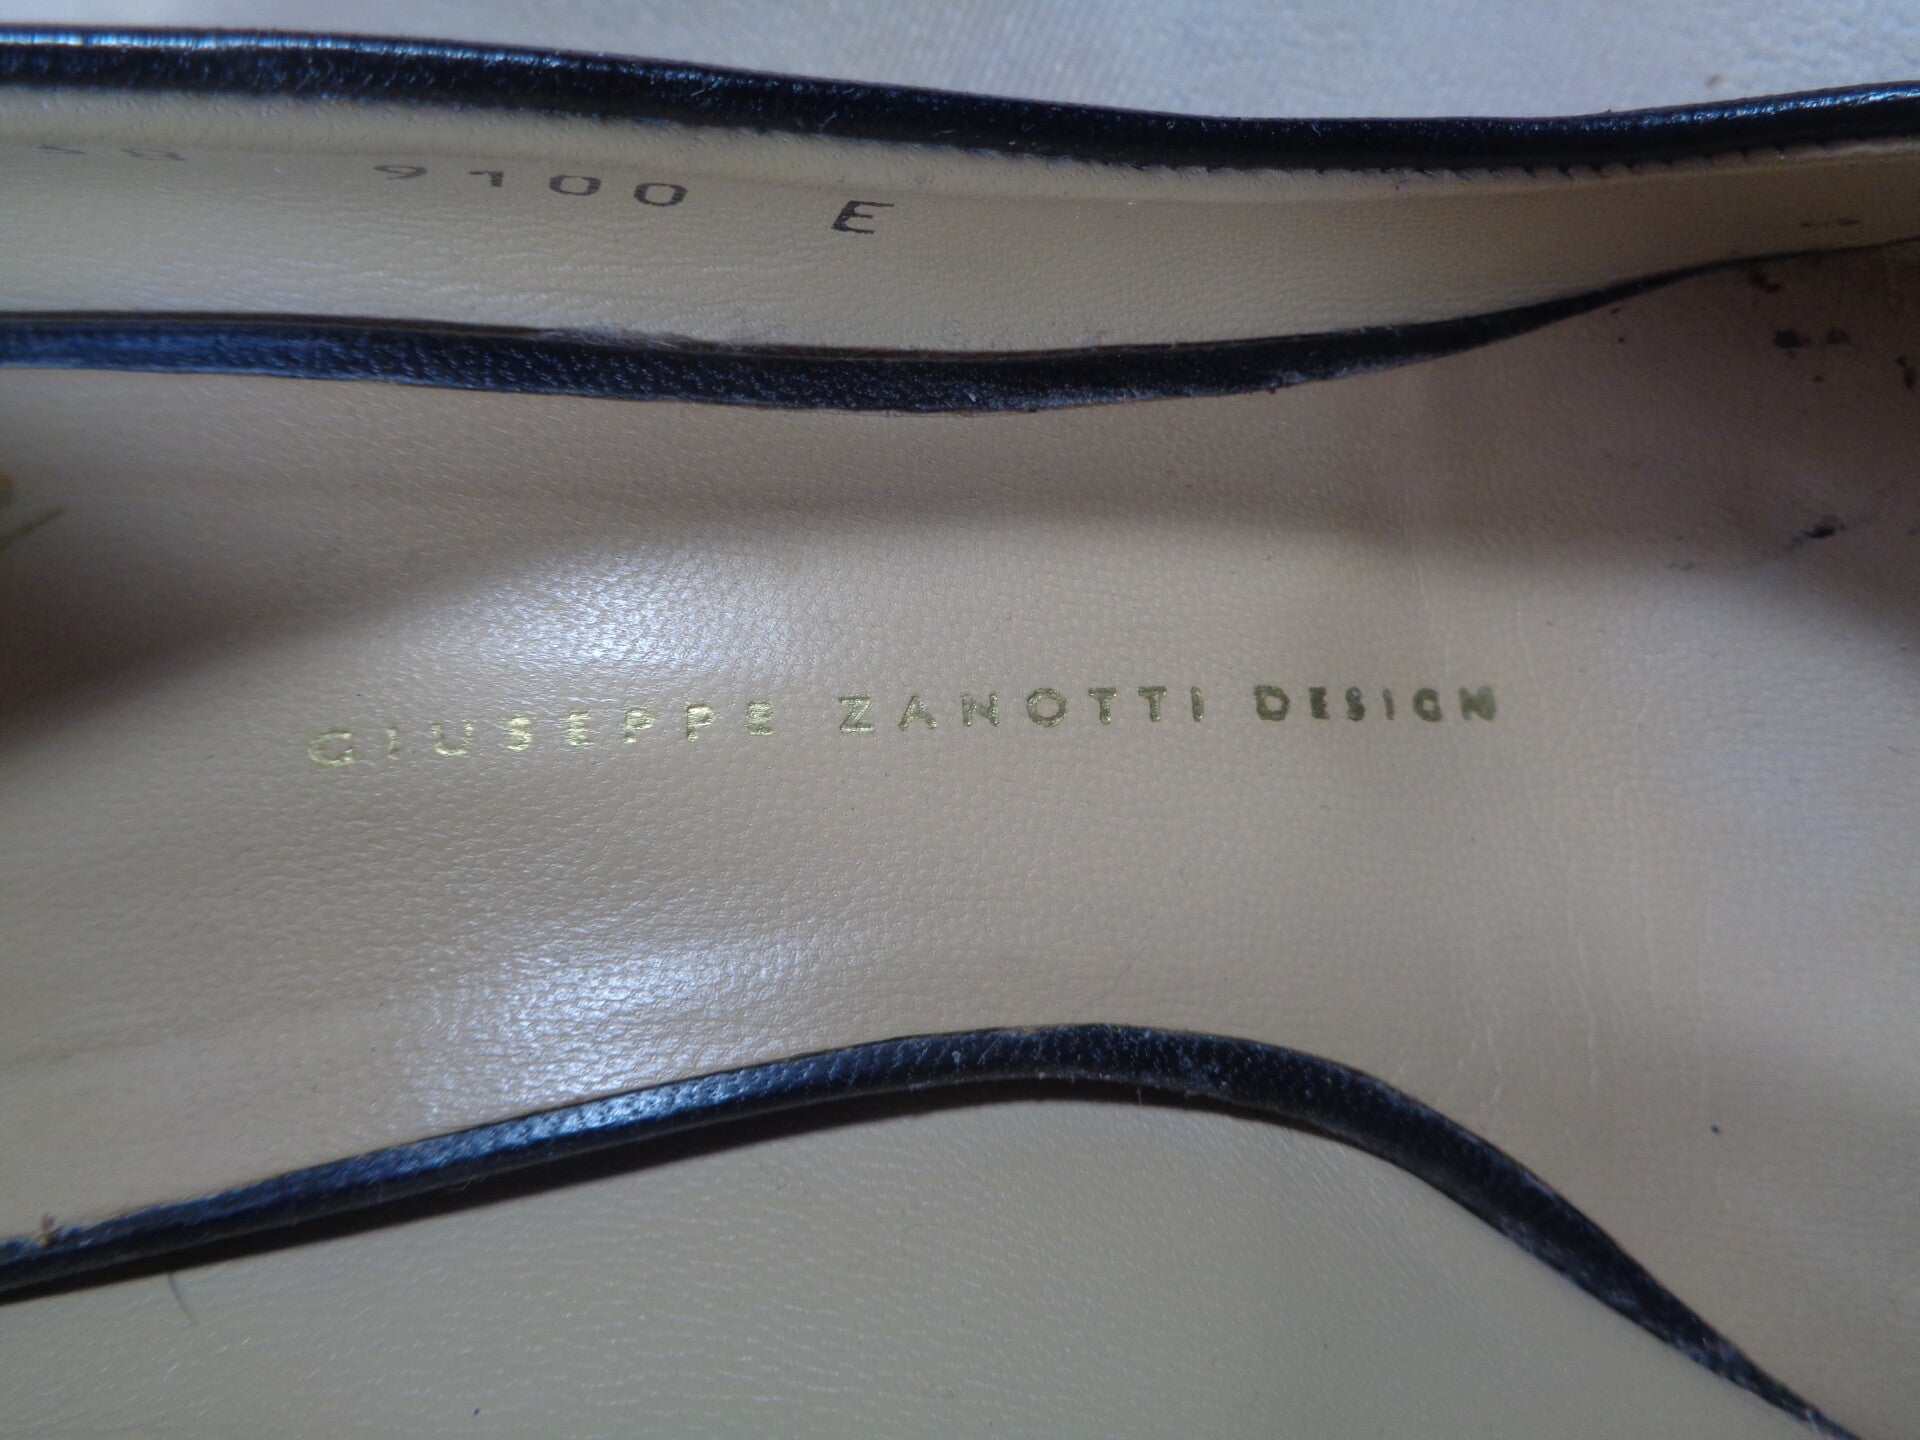 9100 E
GIUSEPPE ZANOTTI DESIGN